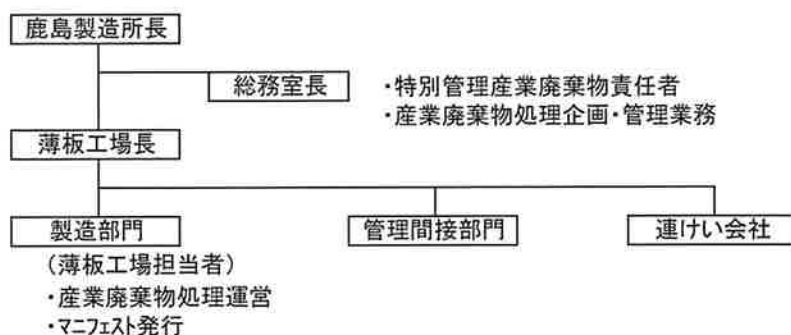 鹿島製造所長
総務室長
・特別管理産業廃棄物責任者
・産業廃棄物処理企画・管理業務
薄板工場長
製造部門
管理間接部門
連けい会社
(薄板工場担当者)
・産業廃棄物処理運営
・マニフェスト発行